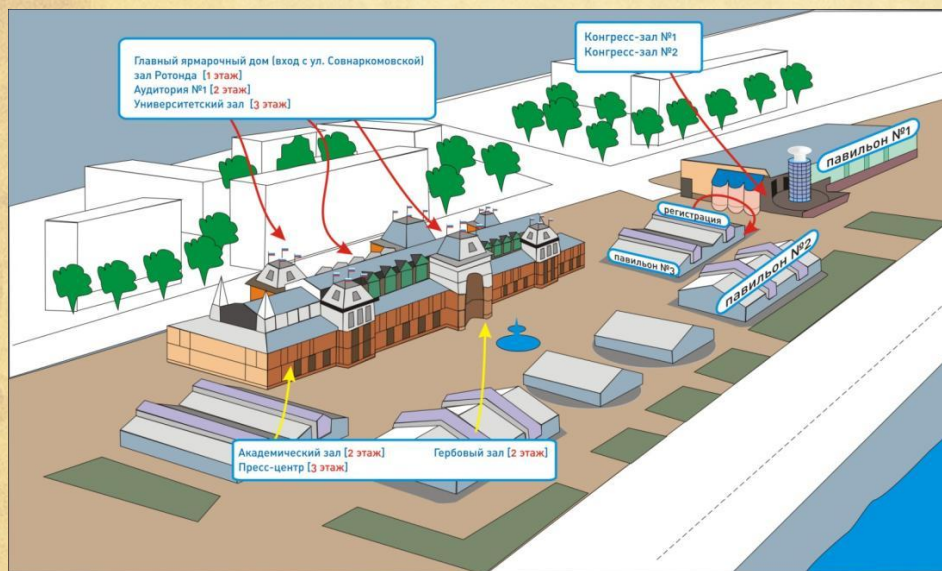 Главный ярмарочный дом (вход с ул. Совнаркомовской)
зал Ротонда [1 этаж]
Аудитория №1 [2 этаж]
Университетский зал [3 этаж]
Конгресс-зал №1
Конгресс-зал №2
павильон №1
регистрация
павильон №3
павильон №2
Академический зал [2 этаж]
Пресс-центр [3 этаж]
Гербовый зал [2 этаж]